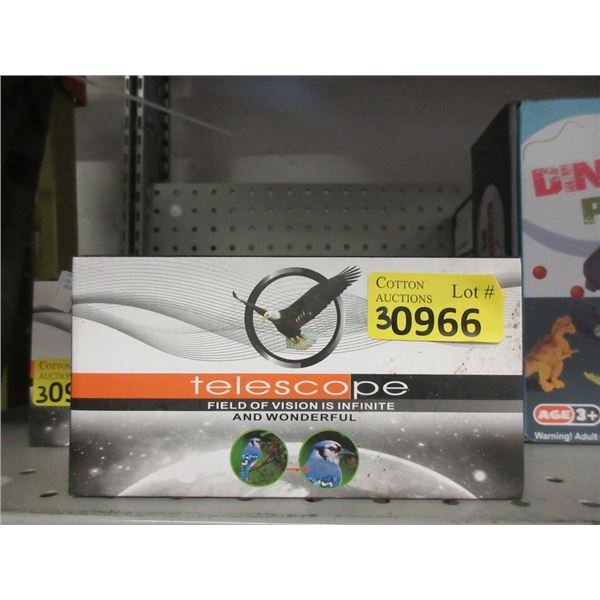 COTTON
AUCTIONS
Lot #
30966
telescope
FIELD OF VISION IS INFINITE
AND WONDERFUL
COTTON
AUCTIONS
309
DIN
P
AGE 3+
Warning! Adult